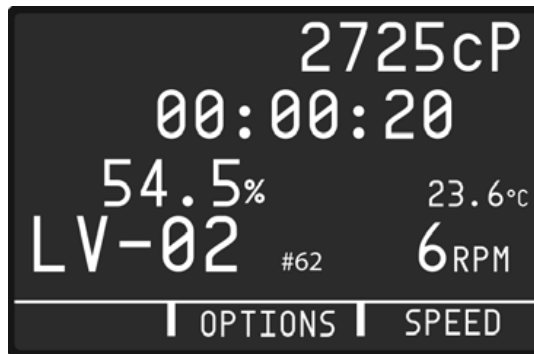 2725cP
00:00:20
54.5% 23.6°C
LV-02 #62 6RPM
OPTIONS SPEED